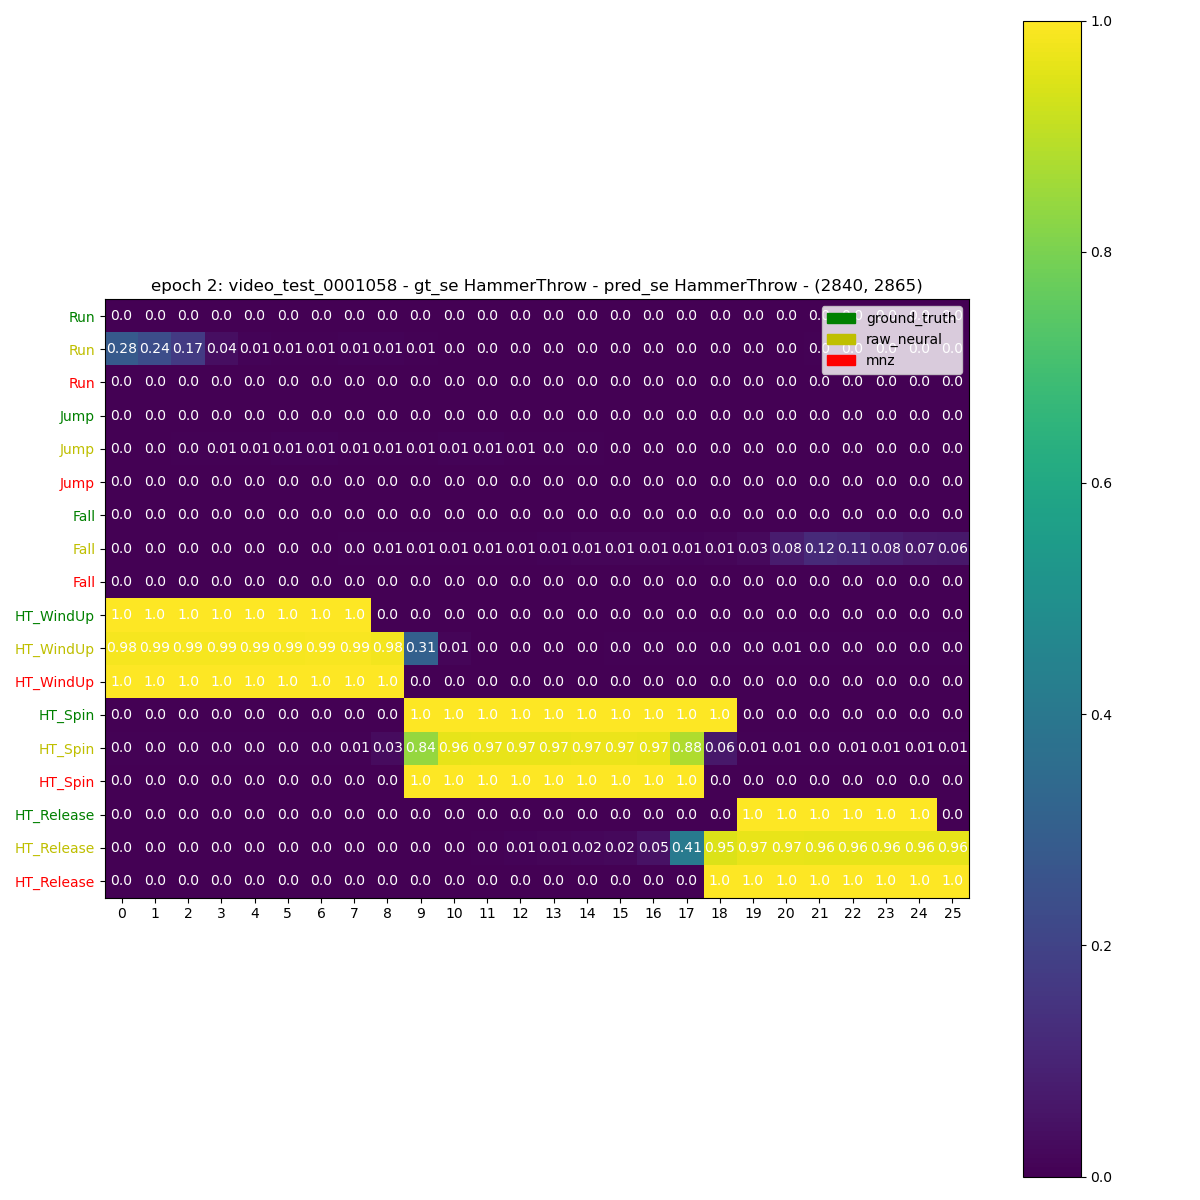 epoch 2: video_test_0001058 - gt_se HammerThrow - pred_se HammerThrow - (2840, 2865)
Run 0.0 0.0 0.0 0.0 0.0 0.0 0.0 0.0 0.0 0.0 0.0 0.0 0.0 0.0 0.0 0.0 0.0 0.0 0.0 0.0 0.0
Run 0.28 0.24 0.17 0.04 0.01 0.01 0.01 0.01 0.01 0.01 0.0 0.0 0.0 0.0 0.0 0.0 0.0 0.0 0.0 0.0 0.0
Run 0.0 0.0 0.0 0.0 0.0 0.0 0.0 0.0 0.0 0.0 0.0 0.0 0.0 0.0 0.0 0.0 0.0 0.0 0.0 0.0 0.0 0.0 0.0 0.0 0.0 0.0
Jump 0.0 0.0 0.0 0.0 0.0 0.0 0.0 0.0 0.0 0.0 0.0 0.0 0.0 0.0 0.0 0.0 0.0 0.0 0.0 0.0 0.0 0.0 0.0 0.0 0.0 0.0
Jump 0.0 0.0 0.0 0.01 0.01 0.01 0.01 0.01 0.01 0.01 0.01 0.01 0.01 0.0 0.0 0.0 0.0 0.0 0.0 0.0 0.0 0.0 0.0 0.0 0.0 0.0
Jump 0.0 0.0 0.0 0.0 0.0 0.0 0.0 0.0 0.0 0.0 0.0 0.0 0.0 0.0 0.0 0.0 0.0 0.0 0.0 0.0 0.0 0.0 0.0 0.0 0.0 0.0
Fall 0.0 0.0 0.0 0.0 0.0 0.0 0.0 0.0 0.0 0.0 0.0 0.0 0.0 0.0 0.0 0.0 0.0 0.0 0.0 0.0 0.0 0.0 0.0 0.0 0.0 0.0
Fall 0.0 0.0 0.0 0.0 0.0 0.0 0.0 0.0 0.01 0.01 0.01 0.01 0.01 0.01 0.01 0.01 0.01 0.01 0.01 0.03 0.08 0.12 0.11 0.08 0.07 0.06
Fall 0.0 0.0 0.0 0.0 0.0 0.0 0.0 0.0 0.0 0.0 0.0 0.0 0.0 0.0 0.0 0.0 0.0 0.0 0.0 0.0 0.0 0.0 0.0 0.0 0.0 0.0
HT_WindUp 1.0 1.0 1.0 1.0 1.0 1.0 1.0 1.0 0.0 0.0 0.0 0.0 0.0 0.0 0.0 0.0 0.0 0.0 0.0 0.0 0.0 0.0 0.0 0.0 0.0 0.0
HT_WindUp 0.98 0.99 0.99 0.99 0.99 0.99 0.99 0.99 0.98 0.31 0.01 0.0 0.0 0.0 0.0 0.0 0.0 0.0 0.0 0.0 0.01 0.0 0.0 0.0 0.0 0.0
HT_WindUp 1.0 1.0 1.0 1.0 1.0 1.0 1.0 1.0 1.0 0.0 0.0 0.0 0.0 0.0 0.0 0.0 0.0 0.0 0.0 0.0 0.0 0.0 0.0 0.0 0.0 0.0
HT_Spin 0.0 0.0 0.0 0.0 0.0 0.0 0.0 0.0 0.0 1.0 1.0 1.0 1.0 1.0 1.0 1.0 1.0 1.0 1.0 0.0 0.0 0.0 0.0 0.0 0.0 0.0
HT_Spin 0.0 0.0 0.0 0.0 0.0 0.0 0.0 0.01 0.03 0.84 0.96 0.97 0.97 0.97 0.97 0.97 0.97 0.88 0.06 0.01 0.01 0.0 0.01 0.01 0.01 0.01
HT_Spin 0.0 0.0 0.0 0.0 0.0 0.0 0.0 0.0 0.0 1.0 1.0 1.0 1.0 1.0 1.0 1.0 1.0 1.0 0.0 0.0 0.0 0.0 0.0 0.0 0.0 0.0
HT_Release 0.0 0.0 0.0 0.0 0.0 0.0 0.0 0.0 0.0 0.0 0.0 0.0 0.0 0.0 0.0 0.0 0.0 0.0 0.0 1.0 1.0 1.0 1.0 1.0 1.0 0.0
HT_Release 0.0 0.0 0.0 0.0 0.0 0.0 0.0 0.0 0.0 0.0 0.0 0.0 0.01 0.01 0.02 0.02 0.05 0.41 0.95 0.97 0.97 0.96 0.96 0.96 0.96 0.96
HT_Release 0.0 0.0 0.0 0.0 0.0 0.0 0.0 0.0 0.0 0.0 0.0 0.0 0.0 0.0 0.0 0.0 0.0 0.0 1.0 1.0 1.0 1.0 1.0 1.0 1.0 1.0
0 1 2 3 4 5 6 7 8 9 10 11 12 13 14 15 16 17 18 19 20 21 22 23 24 25
ground_truth
raw_neural
mnz
1.0
0.8
0.6
0.4
0.2
0.0